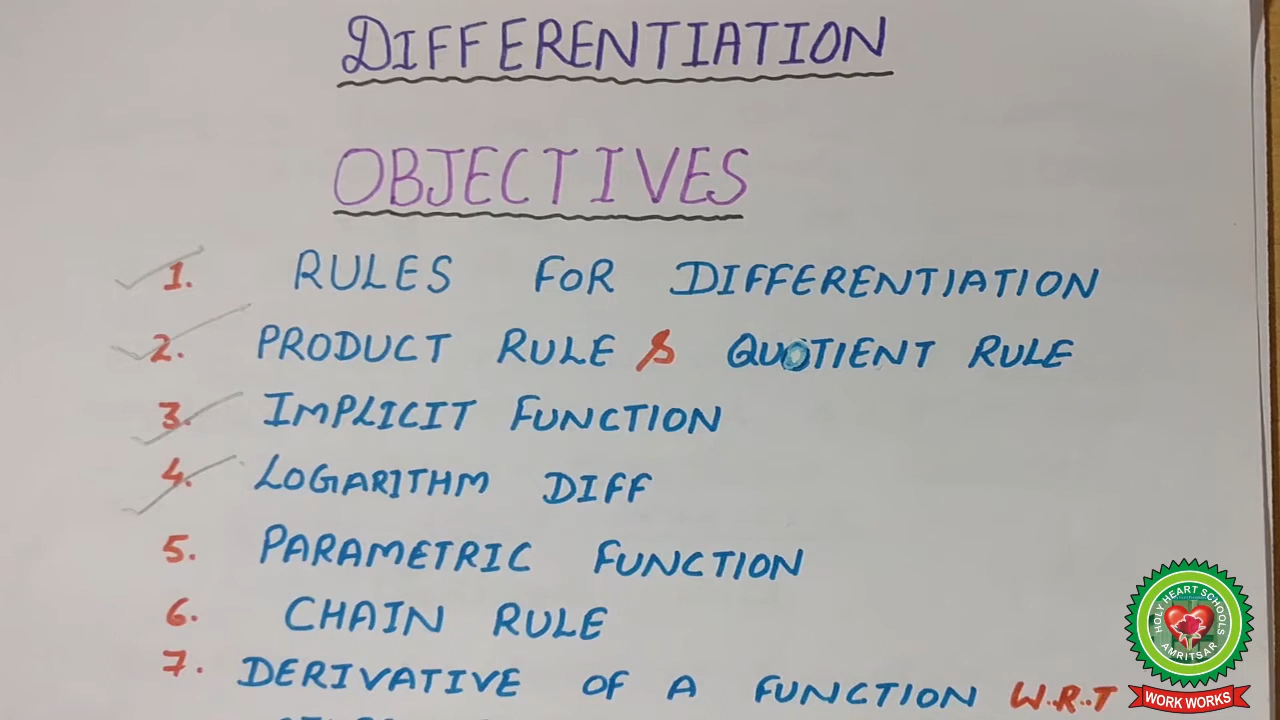 DIFFERENTIATION
OBJECTIVES
1. RULES FOR DIFFERENTIATION
2. PRODUCT RULE & QUOTIENT RULE
3. IMPLICIT FUNCTION
4. LOGARITHM DIFF
5. PARAMETRIC FUNCTION
6. CHAIN RULE
7. DERIVATIVE OF A FUNCTION W.R.T
HOLY HEART SCHOOLS
AMRITSAR
WORK WORKS